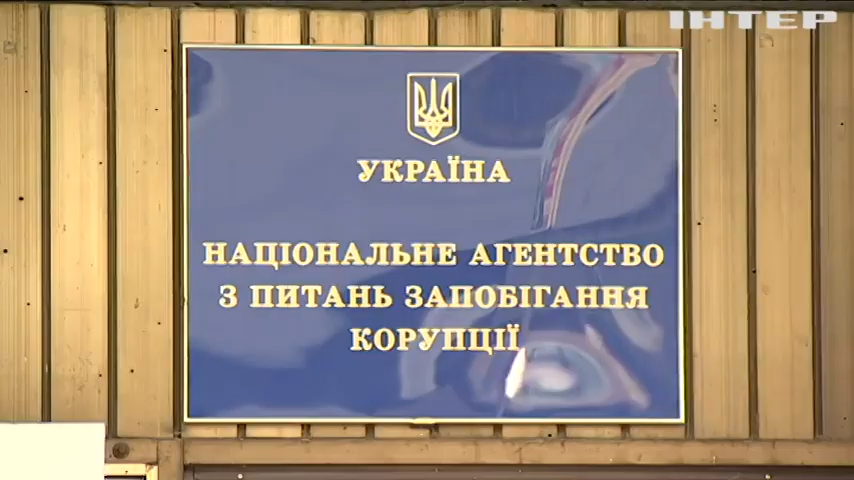 ІНТЕР
УКРАЇНА
НАЦІОНАЛЬНЕ АГЕНТСТВО
З ПИТАНЬ ЗАПОБІГАННЯ
КОРУПЦІЇ